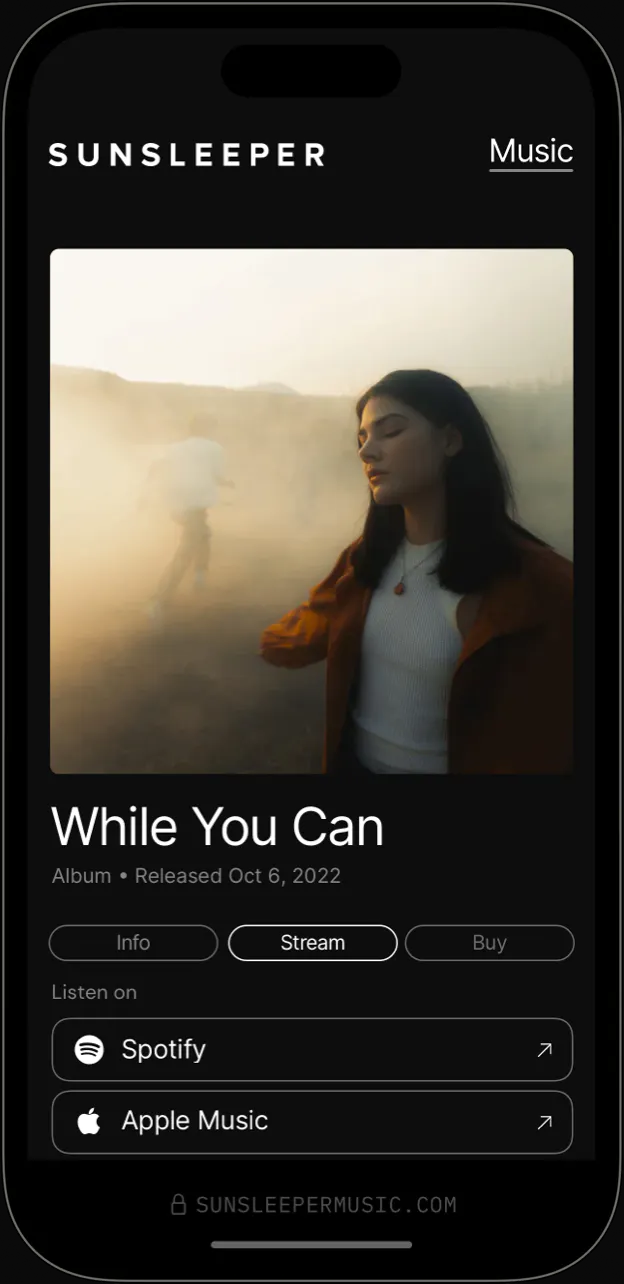 SUNSLEEPER
Music
While You Can
Album • Released Oct 6, 2022
Info
Stream
Buy
Listen on
Spotify
Apple Music
SUNSLEEPERMUSIC.COM